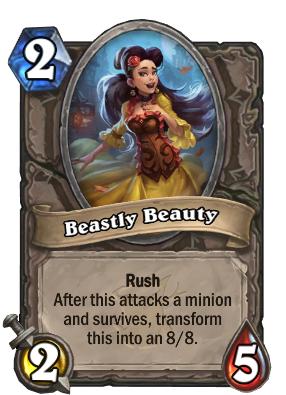 2
Beastly Beauty
Rush
After this attacks a minion
and survives, transform
this into an 8/8.
2
5